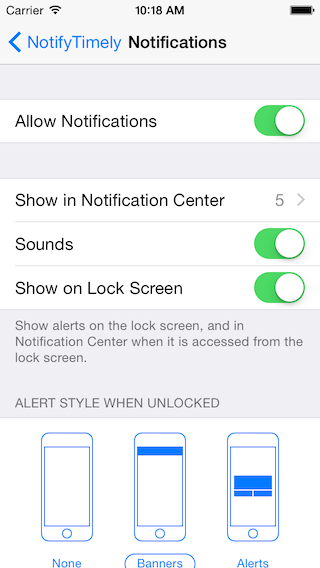 Carrier 10:18 AM
NotifyTimely Notifications
Allow Notifications
Show in Notification Center 5
Sounds
Show on Lock Screen
Show alerts on the lock screen, and in
Notification Center when it is accessed from the
lock screen.
ALERT STYLE WHEN UNLOCKED
None Banners Alerts